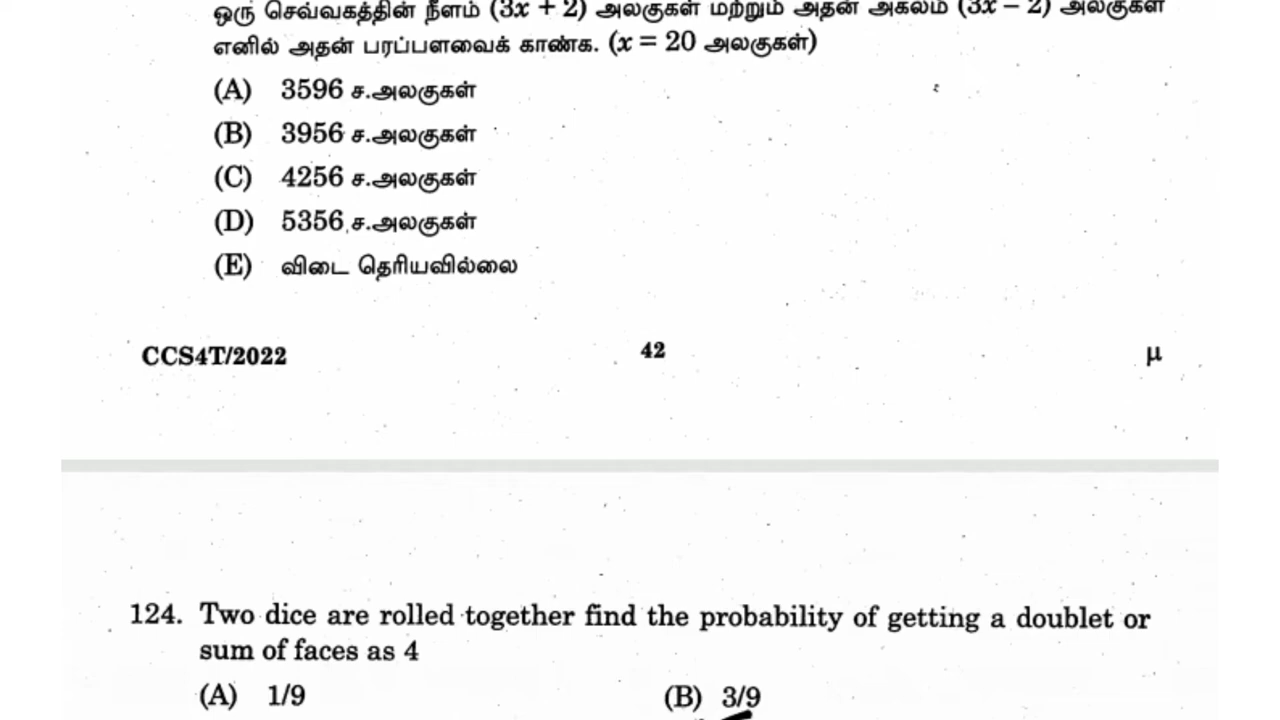 ஒரு செவ்வகத்தின் நீளம் (3x + 2) அலகுகள் மற்றும் அதன் அகலம் (3x – 2) அலகுகள்
எனில் அதன் பரப்பளவைக் காண்க. (x = 20 அலகுகள்)
(A) 3596 ச.அலகுகள்
(B) 3956 ச.அலகுகள்
(C) 4256 ச.அலகுகள்
(D) 5356 ச.அலகுகள்
(E) விடை தெரியவில்லை
CCS4T/2022 42 µ
124. Two dice are rolled together find the probability of getting a doublet or
sum of faces as 4
(A) 1/9 (B) 3/9